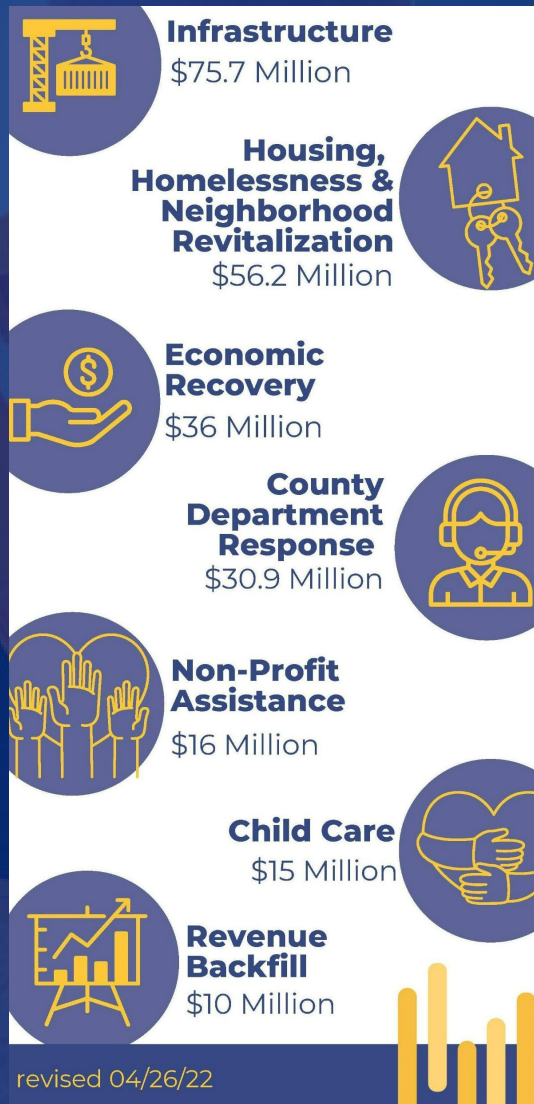 Infrastructure
$75.7 Million
Housing,
Homelessness &
Neighborhood
Revitalization
$56.2 Million
$
Economic
Recovery
$36 Million
County
Department
Response
$30.9 Million
Non-Profit
Assistance
$16 Million
Child Care
$15 Million
Revenue
Backfill
$10 Million
revised 04/26/22